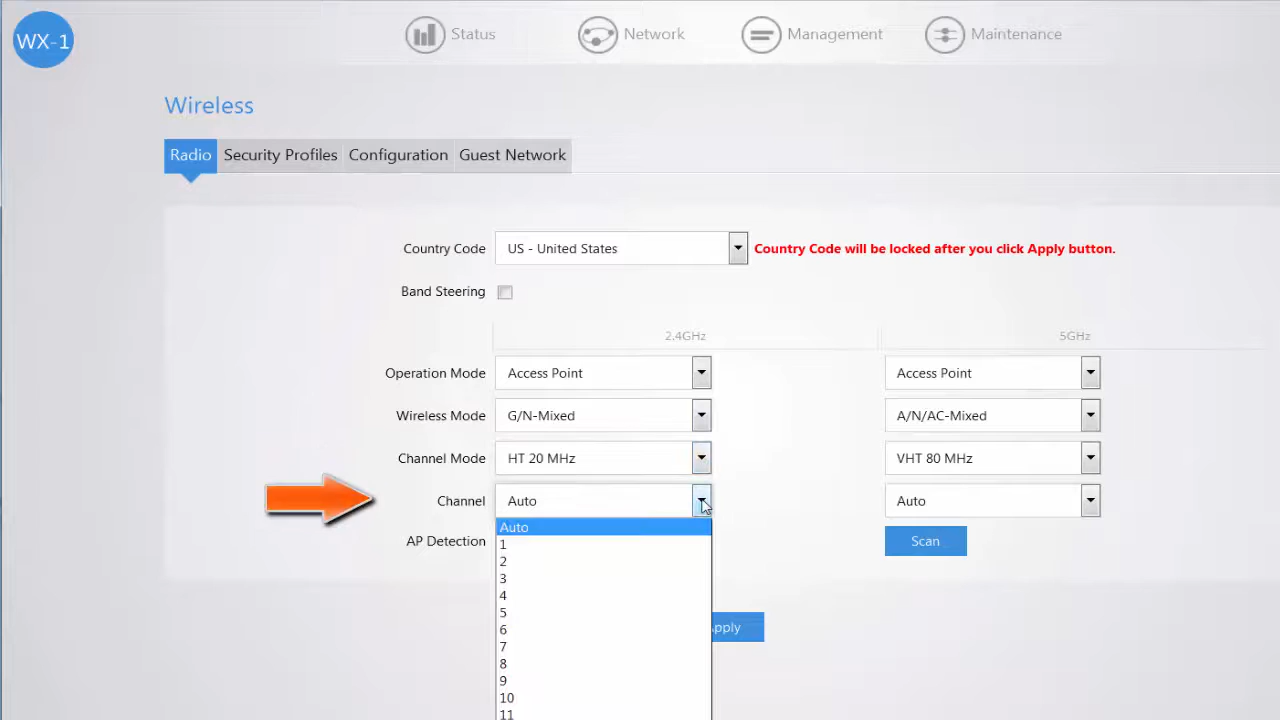 WX-1
Status
Network
Management
Maintenance
Wireless
Radio
Security Profiles
Configuration
Guest Network
Country Code
US - United States
Country Code will be locked after you click Apply button.
Band Steering
2.4GHz
5GHz
Operation Mode
Access Point
Access Point
Wireless Mode
G/N-Mixed
A/N/AC-Mixed
Channel Mode
HT 20 MHz
VHT 80 MHz
Channel
Auto
Auto
AP Detection
Scan
Auto
1
2
3
4
5
6
7
8
9
10
11
pply